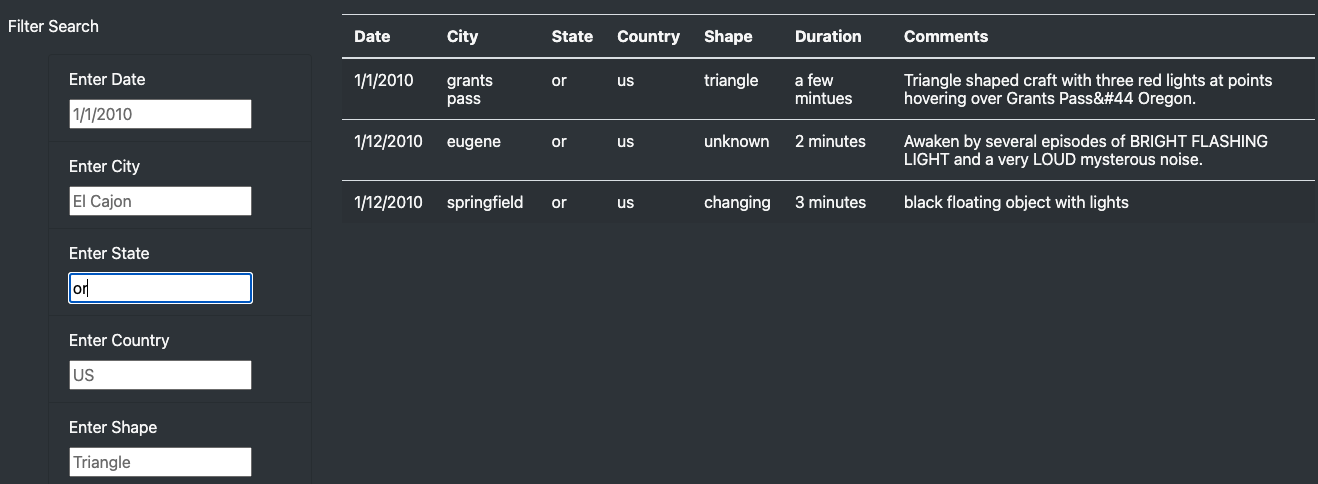 Filter Search
Enter Date
1/1/2010
Enter City
El Cajon
Enter State
or
Enter Country
US
Enter Shape
Triangle
Date City State Country Shape Duration Comments
1/1/2010 grants or us triangle a few Triangle shaped craft with three red lights at points
pass mintues hovering over Grants Pass&#44 Oregon.
1/12/2010 eugene or us unknown 2 minutes Awaken by several episodes of BRIGHT FLASHING
LIGHT and a very LOUD mysterous noise.
1/12/2010 springfield or us changing 3 minutes black floating object with lights